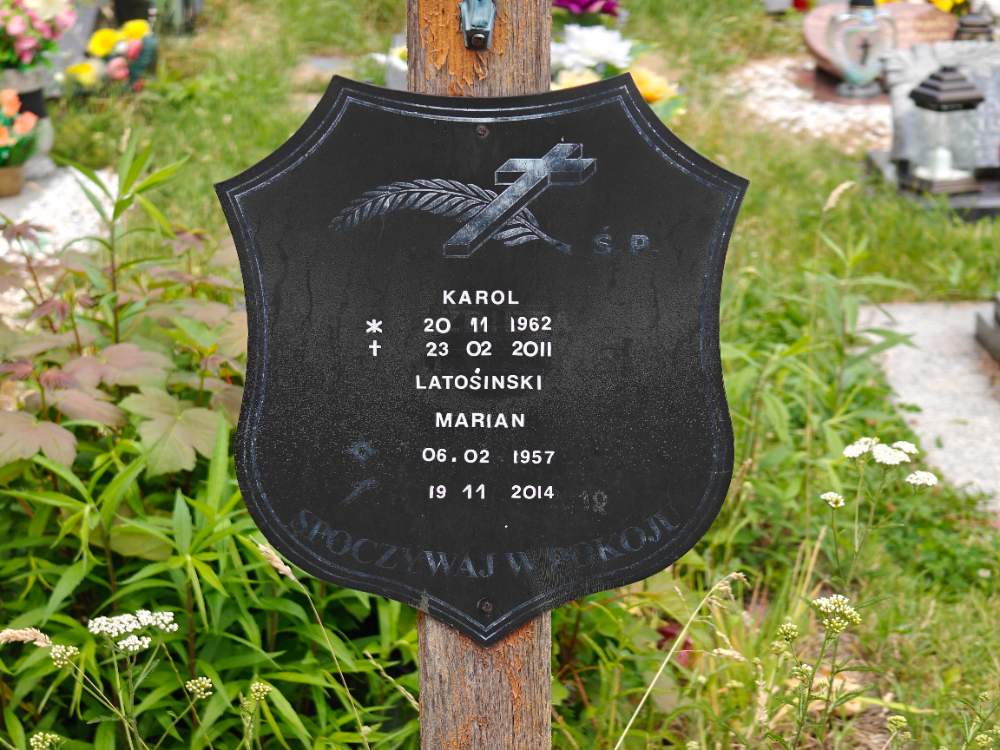 Ś.P.
KAROL
* 20 11 1962
† 23 02 2011
LATOŚINSKI
MARIAN
06.02 1957
19 11 2014
SPOCZYWAJ W POKOJU